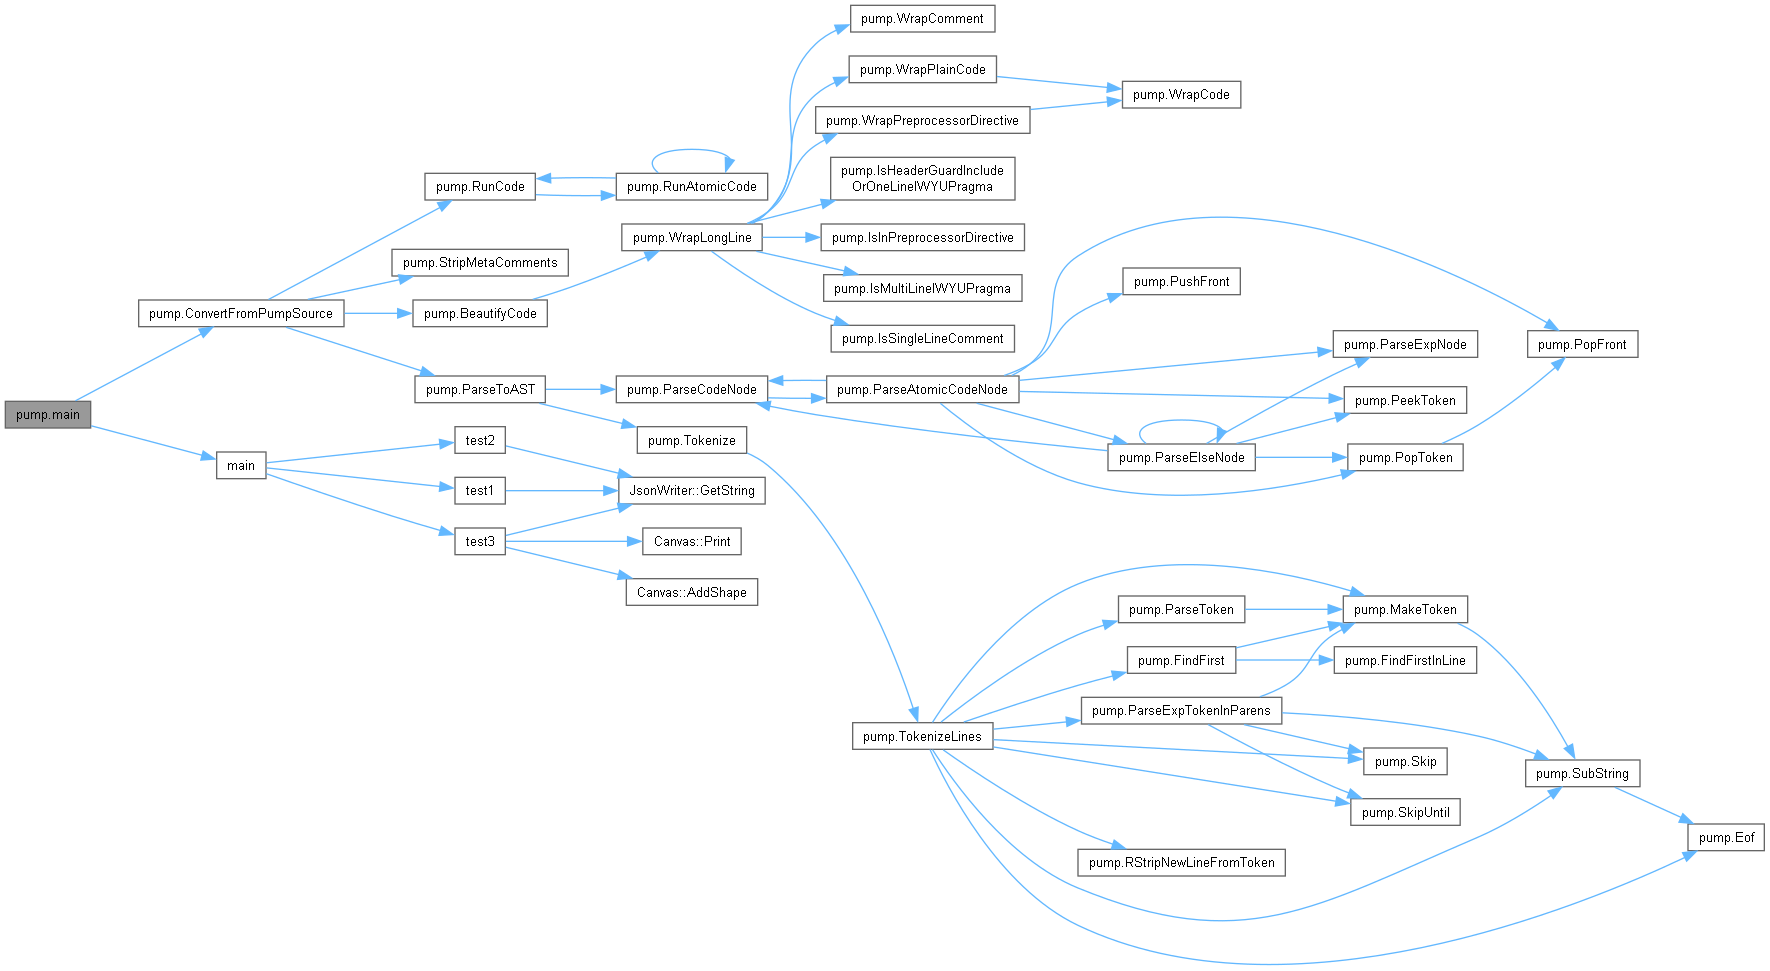 pump.WrapComment
pump.WrapPlainCode
pump.WrapCode
pump.WrapPreprocessorDirective
pump.IsHeaderGuardInclude
OrOneLineIWYUPragma
pump.RunCode
pump.RunAtomicCode
pump.WrapLongLine
pump.IsInPreprocessorDirective
pump.StripMetaComments
pump.PushFront
pump.IsMultiLineIWYUPragma
pump.ConvertFromPumpSource
pump.BeautifyCode
pump.IsSingleLineComment
pump.ParseExpNode
pump.PopFront
pump.ParseToAST
pump.ParseCodeNode
pump.ParseAtomicCodeNode
pump.PeekToken
pump.main
pump.Tokenize
pump.ParseElseNode
pump.PopToken
test2
main
test1
JsonWriter::GetString
test3
Canvas::Print
Canvas::AddShape
pump.ParseToken
pump.MakeToken
pump.FindFirst
pump.FindFirstInLine
pump.ParseExpTokenInParens
pump.TokenizeLines
pump.Skip
pump.SubString
pump.SkipUntil
pump.Eof
pump.RStripNewLineFromToken